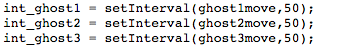 int_ghost1 = setInterval(ghost1move,50);
int_ghost2 = setInterval(ghost2move,50);
int_ghost3 = setInterval(ghost3move,50);